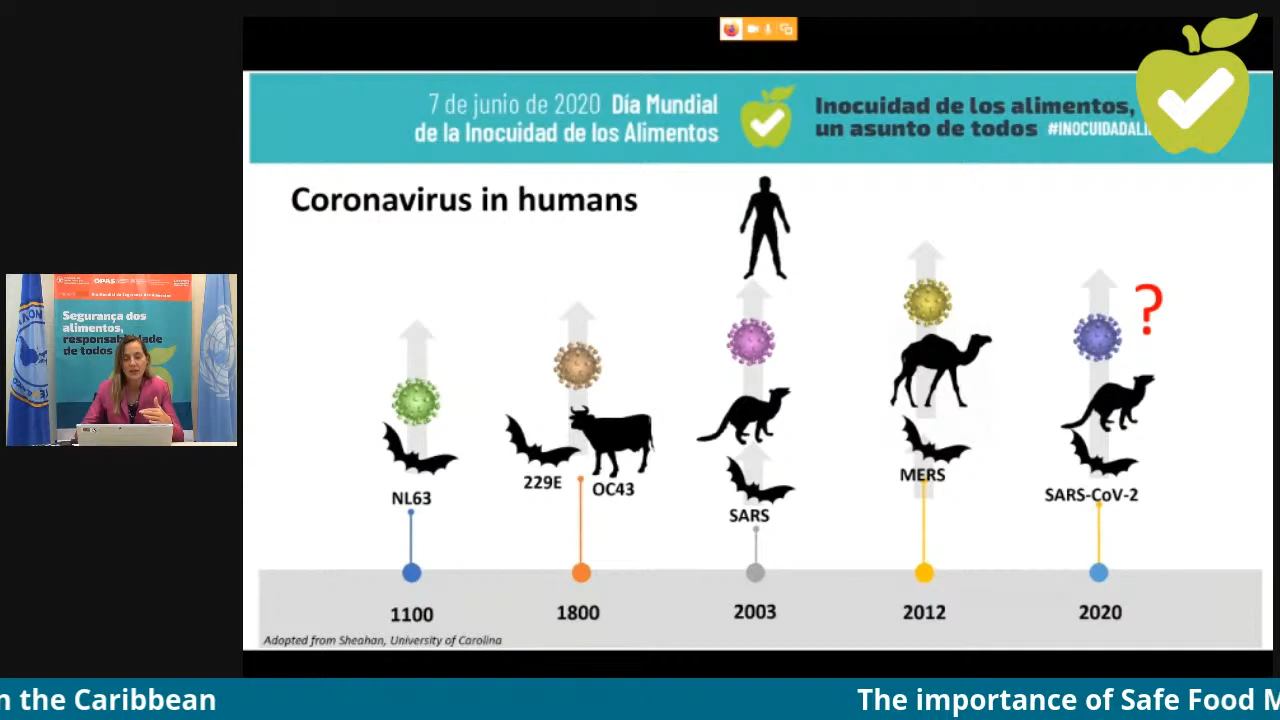 7 de junio de 2020 Día Mundial
de la Inocuidad de los Alimentos
Inocuidad de los alimentos,
un asunto de todos #INOCUIDADALI
Coronavirus in humans
?
OPAS
Segurança dos
alimentos,
responsabilidade
de todos
NL63
229E
OC43
SARS
MERS
SARS-CoV-2
1100
1800
2003
2012
2020
Adopted from Sheahan, University of Carolina
n the Caribbean
The importance of Safe Food M